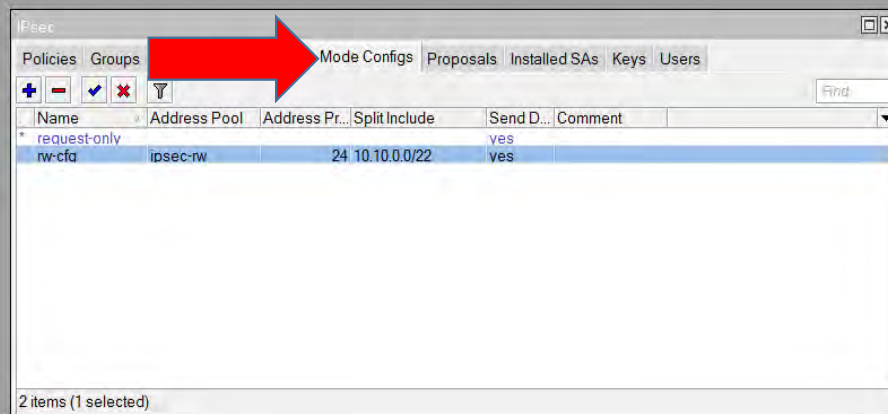 IPsec
Policies Groups Mode Configs Proposals Installed SAs Keys Users
Find
Name Address Pool Address Pr... Split Include Send D... Comment
* request-only yes
rw-cfg ipsec-rw 24 10.10.0.0/22 yes
2 items (1 selected)